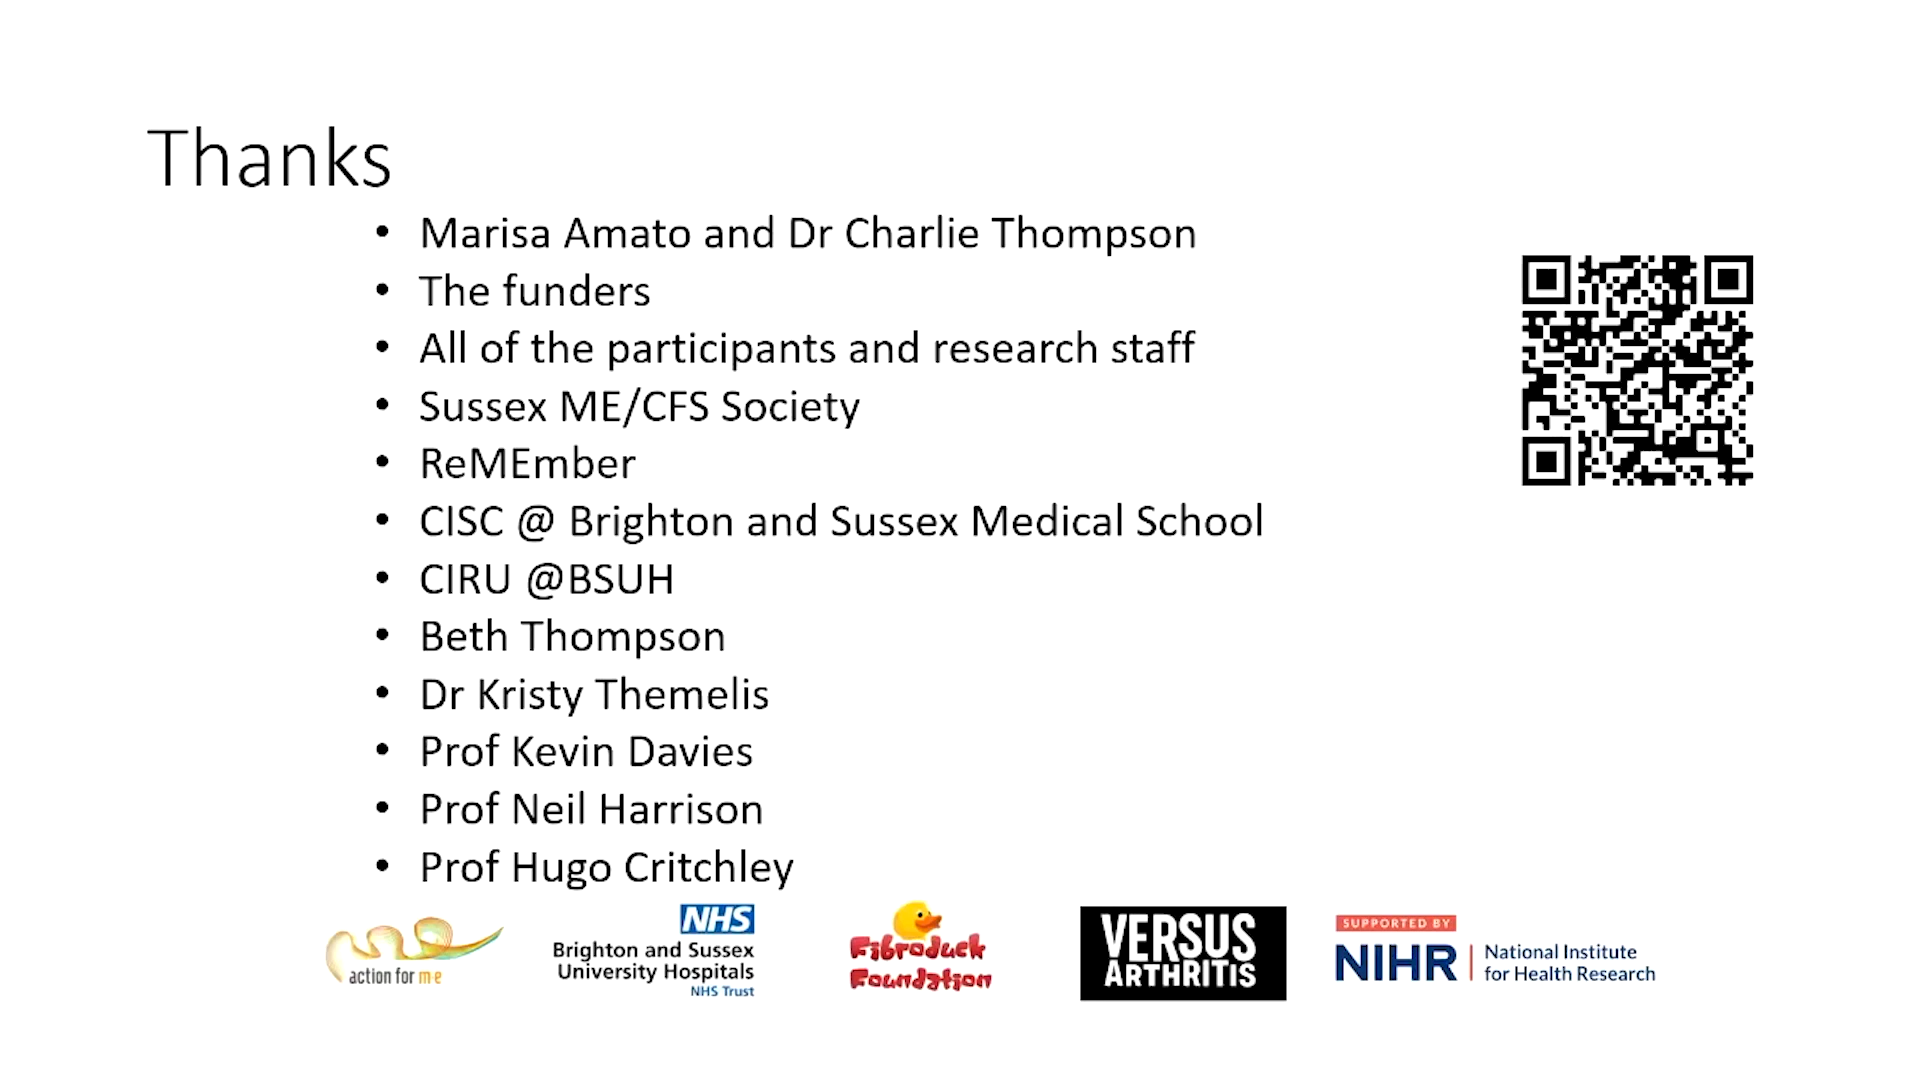 Thanks
• Marisa Amato and Dr Charlie Thompson
• The funders
• All of the participants and research staff
• Sussex ME/CFS Society
• ReMEmber
• CISC @ Brighton and Sussex Medical School
• CIRU @BSUH
• Beth Thompson
• Dr Kristy Themelis
• Prof Kevin Davies
• Prof Neil Harrison
• Prof Hugo Critchley
me
action for m e
NHS
Brighton and Sussex
University Hospitals
NHS Trust
Fibroduck
Foundation
VERSUS
ARTHRITIS
SUPPORTED BY
NIHR
National Institute
for Health Research